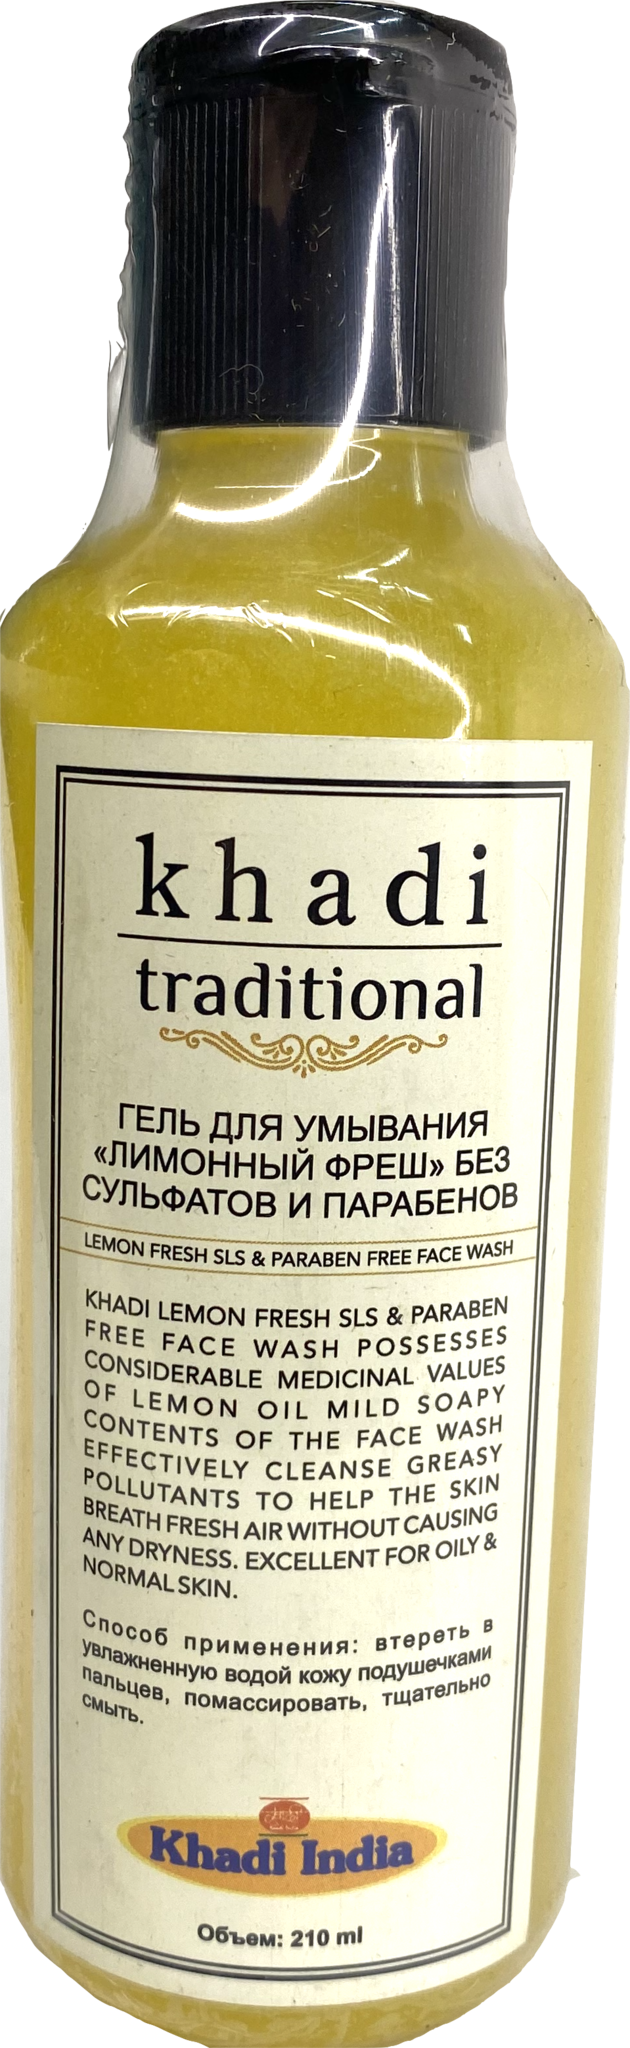 khadi
traditional
ГЕЛЬ ДЛЯ УМЫВАНИЯ
«ЛИМОННЫЙ ФРЕШ» БЕЗ
СУЛЬФАТОВ И ПАРАБЕНОВ
LEMON FRESH SLS & PARABEN FREE FACE WASH
KHADI LEMON FRESH SLS & PARABEN
FREE FACE WASH POSSESSES
CONSIDERABLE MEDICINAL VALUES
OF LEMON OIL MILD SOAPY
CONTENTS OF THE FACE WASH
EFFECTIVELY CLEANSE GREASY
POLLUTANTS TO HELP THE SKIN
BREATH FRESH AIR WITHOUT CAUSING
ANY DRYNESS. EXCELLENT FOR OILY &
NORMAL SKIN.
Способ применения: втереть в
увлажненную водой кожу подушечками
пальцев, помассировать, тщательно
смыть.
Khadi India
Объем: 210 ml